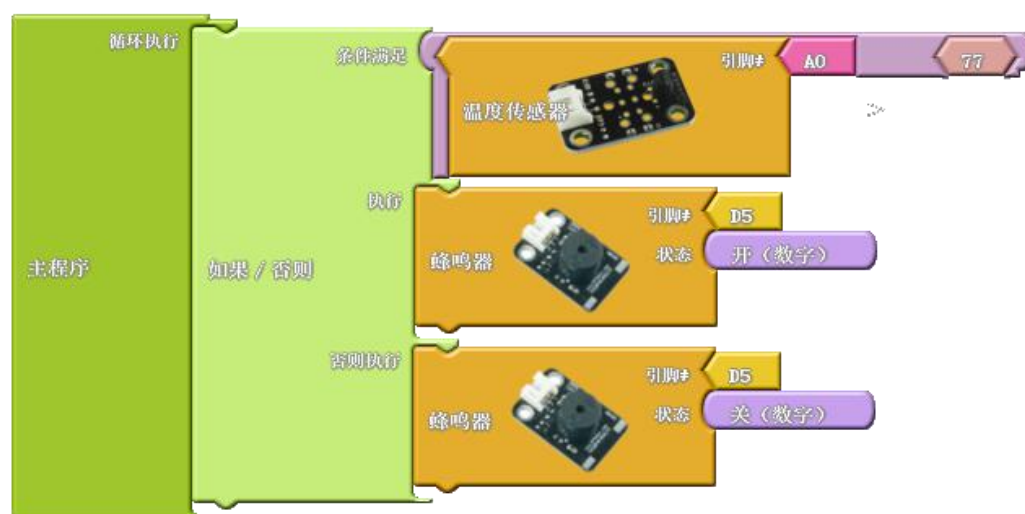 循环执行
条件满足
引脚# A0 77
温度传感器
>
执行
引脚# D5
主程序
如果 / 否则
蜂鸣器
状态 开（数字）
否则执行
引脚# D5
蜂鸣器
状态 关（数字）